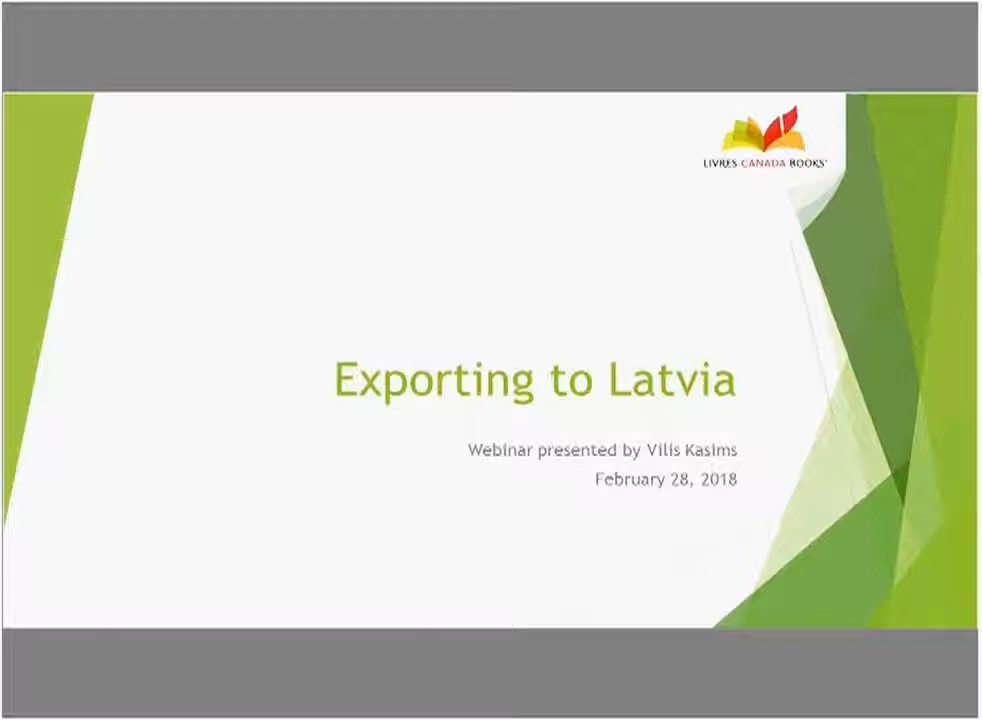 LIVRES CANADA BOOKS
Exporting to Latvia
Webinar presented by Vilis Kasims
February 28, 2018